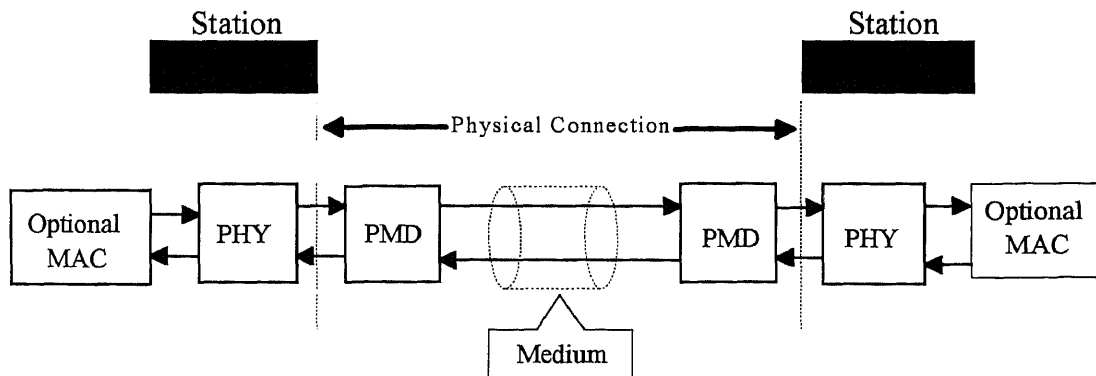 Station
Station
Physical Connection
Optional
MAC
PHY
PMD
PMD
PHY
Optional
MAC
Medium